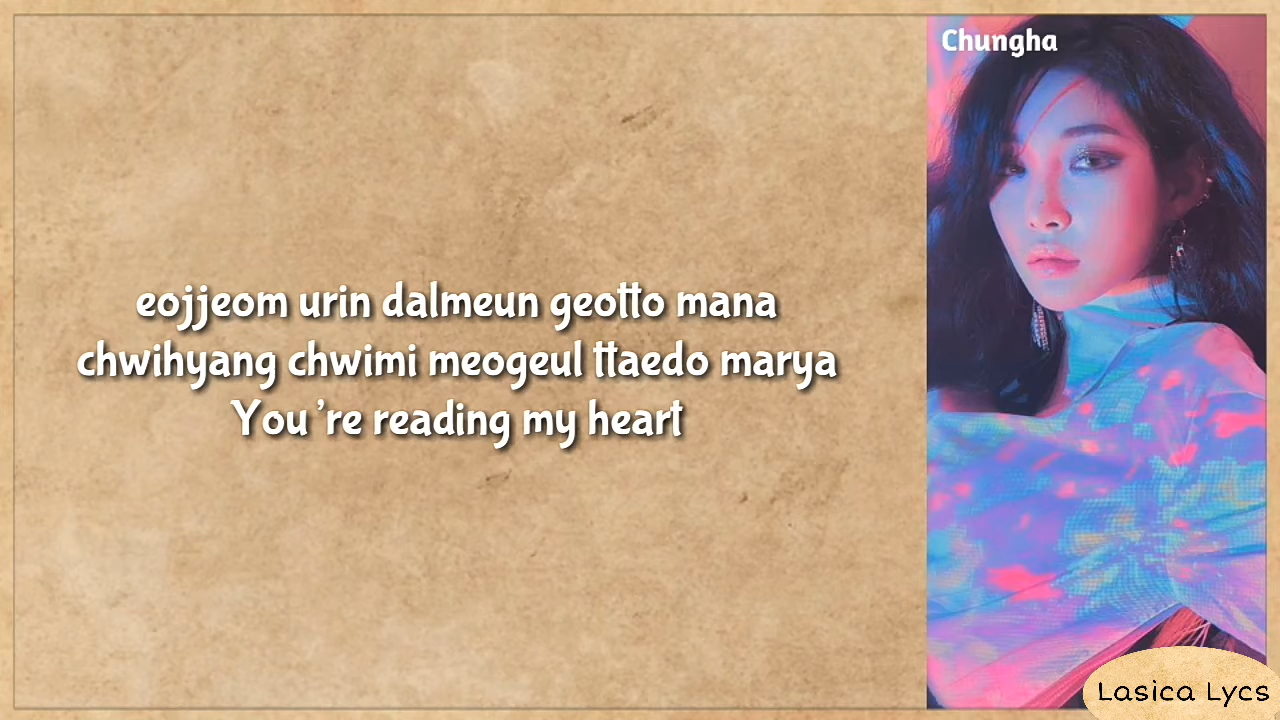 Chungha
eojjeom urin dalmeun geotto mana
chwihyang chwimi meogeul ttaedo marya
You 're reading my heart
Lasica Lycs